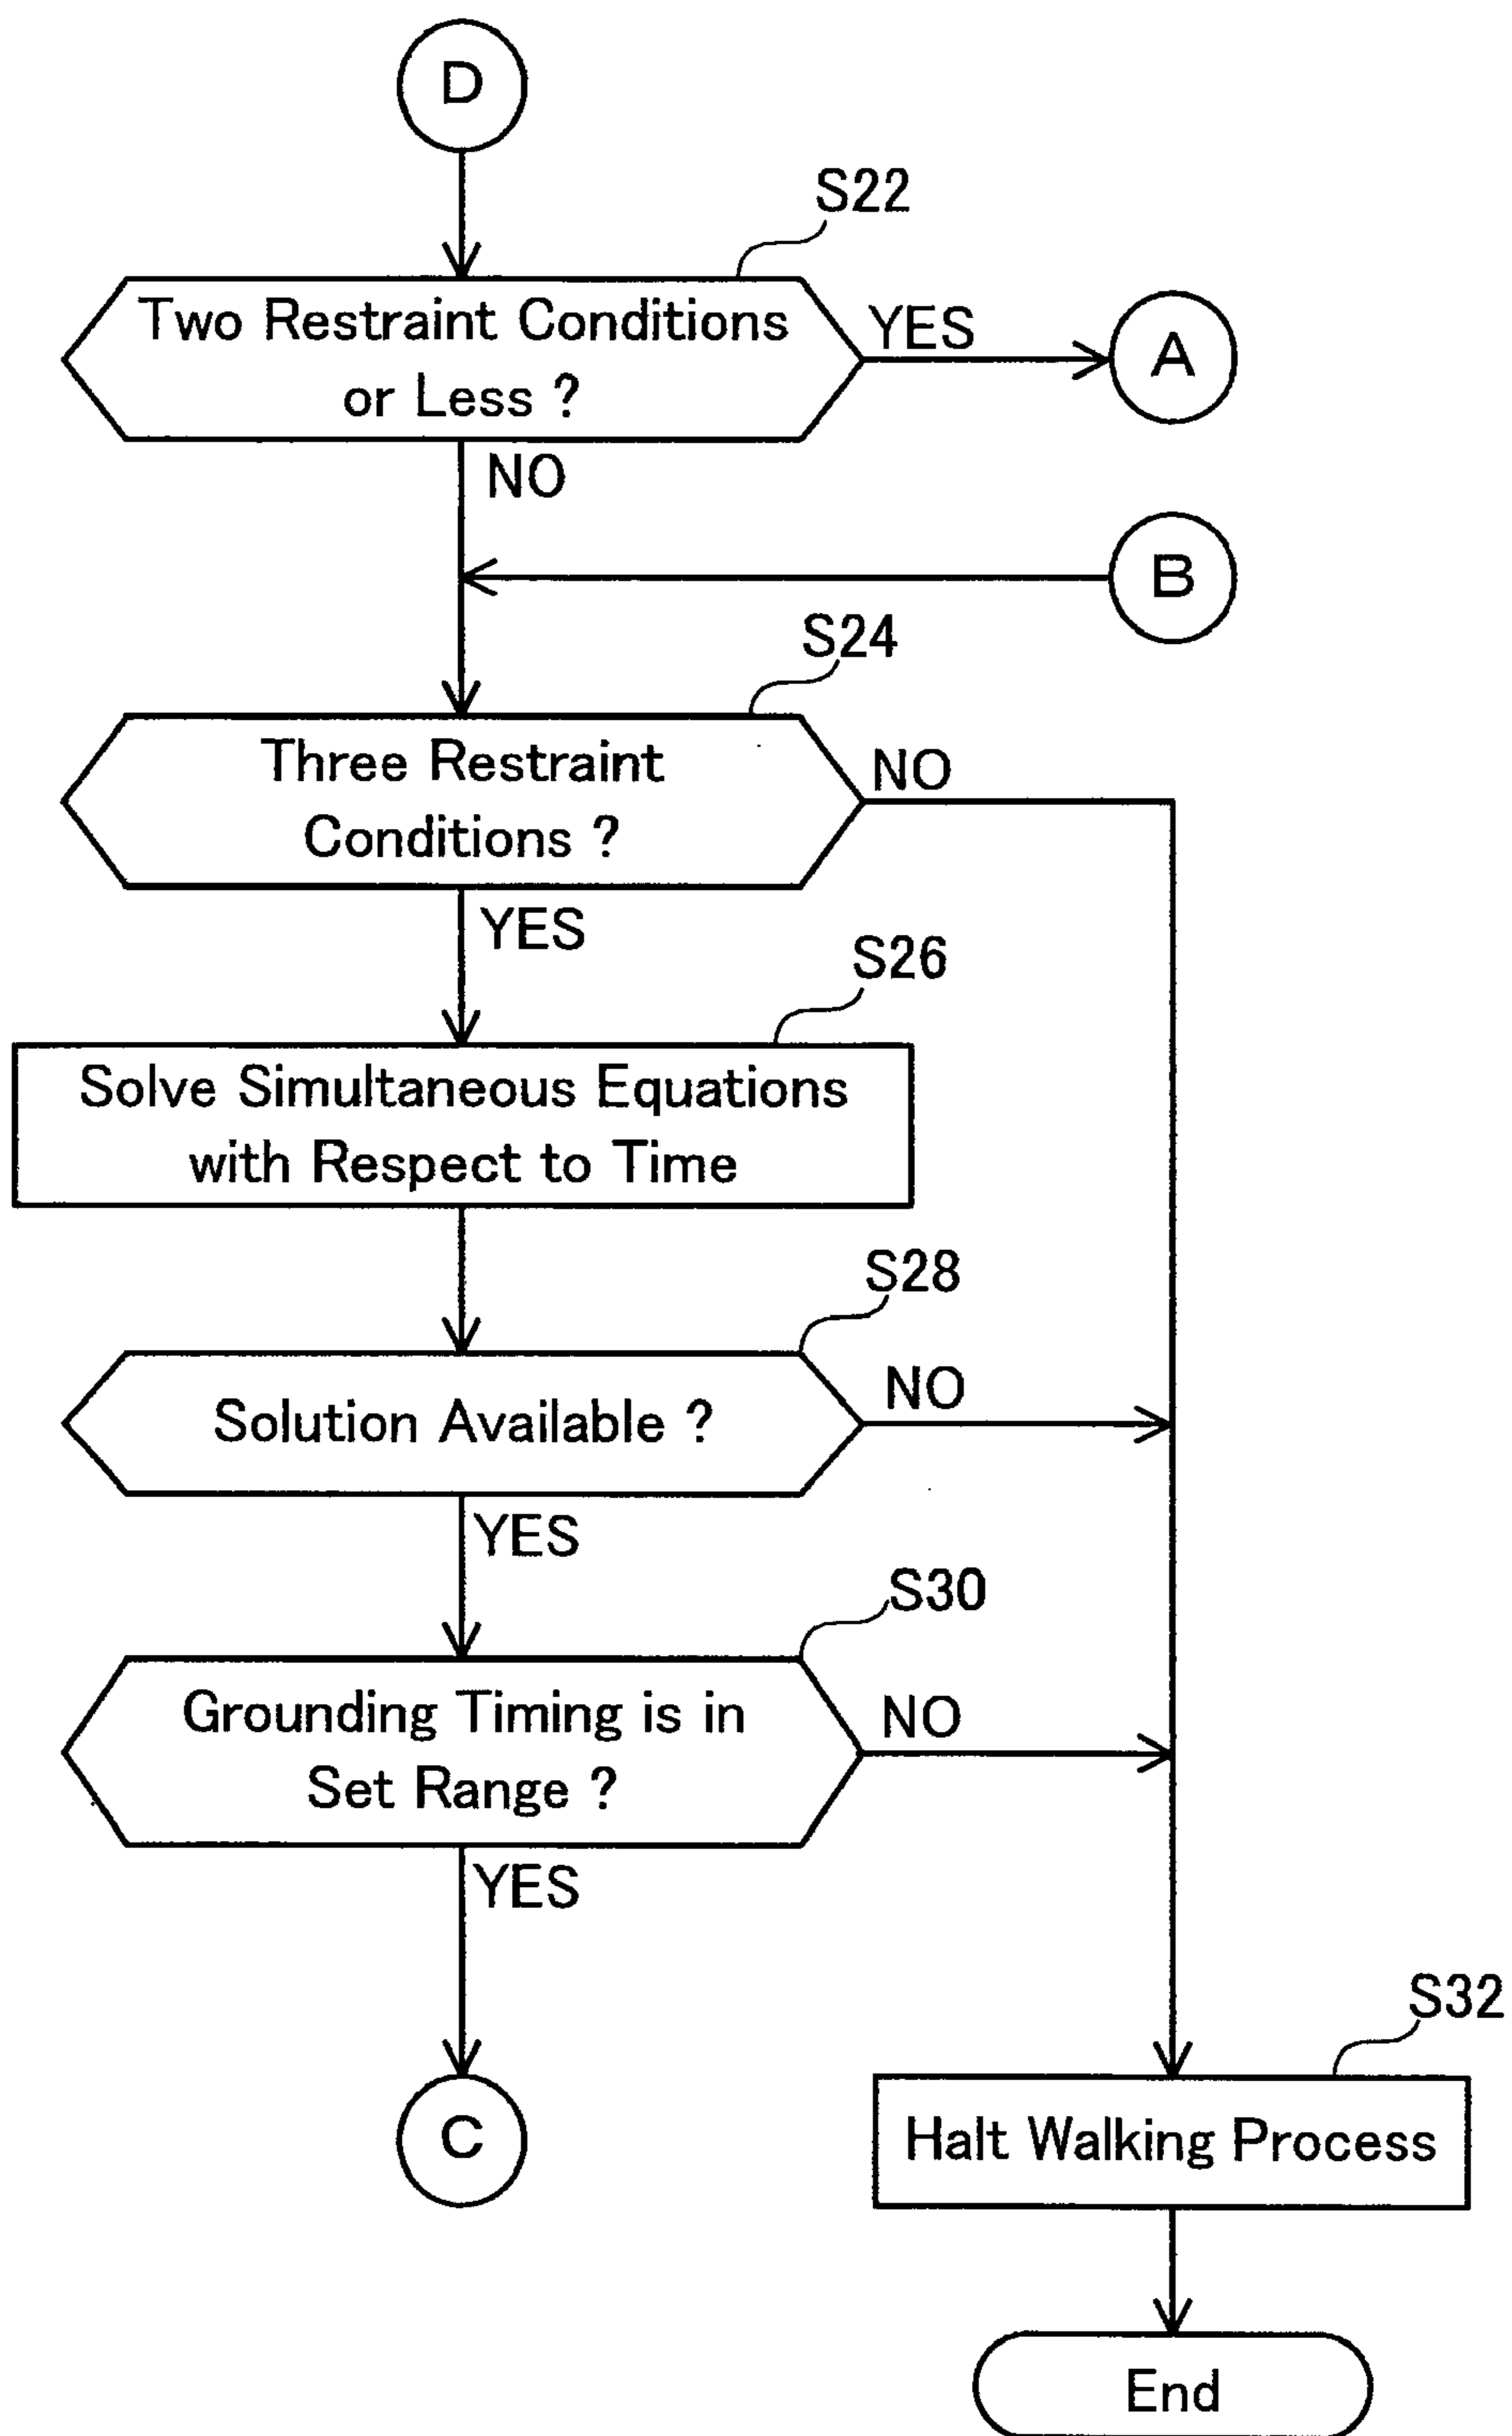 D
S22
Two Restraint Conditions
or Less ?
YES
A
NO
B
S24
Three Restraint
Conditions ?
NO
YES
S26
Solve Simultaneous Equations
with Respect to Time
S28
Solution Available ?
NO
YES
S30
Grounding Timing is in
Set Range ?
NO
YES
S32
C
Halt Walking Process
End